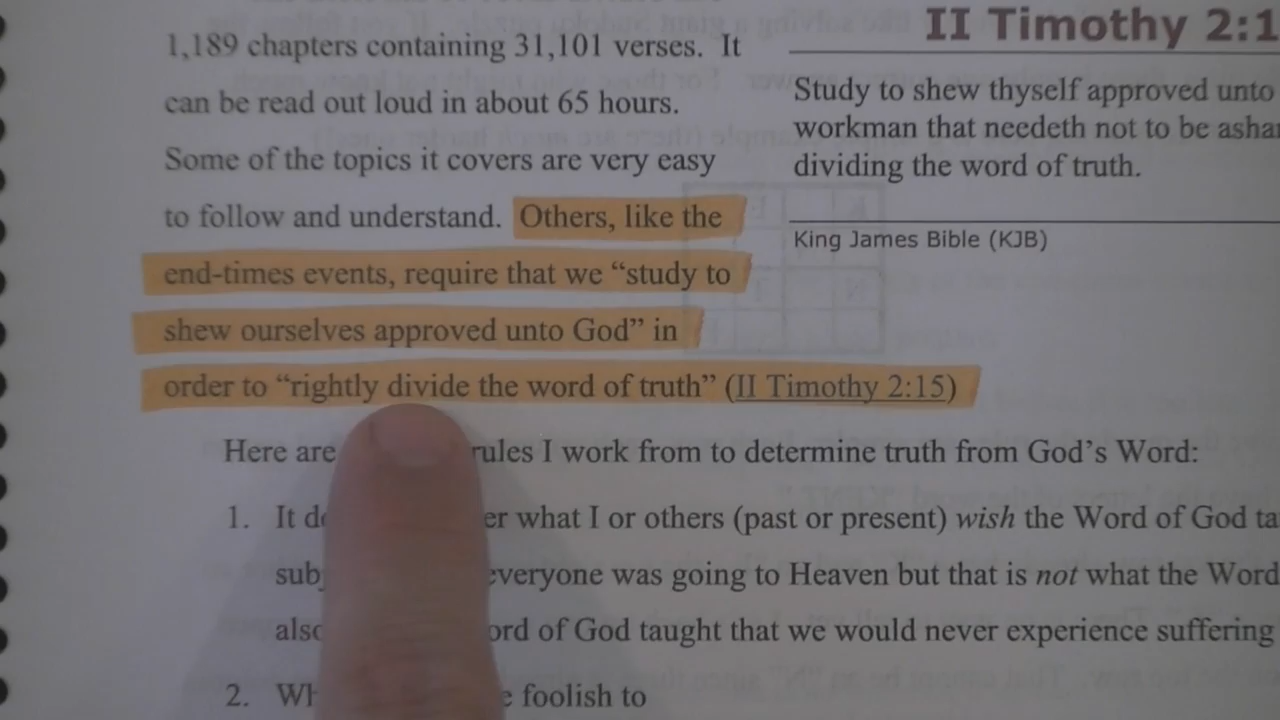 1,189 chapters containing 31,101 verses. It
can be read out loud in about 65 hours.
Some of the topics it covers are very easy
to follow and understand. Others, like the
end-times events, require that we “study to
shew ourselves approved unto God” in
order to “rightly divide the word of truth” (II Timothy 2:15)
II Timothy 2:1
Study to shew thyself approved unto
workman that needeth not to be asha
dividing the word of truth.
King James Bible (KJB)
Here are rules I work from to determine truth from God’s Word:
1. It what I or others (past or present) wish the Word of God ta
everyone was going to Heaven but that is not what the Word
of God taught that we would never experience suffering
2. foolish to